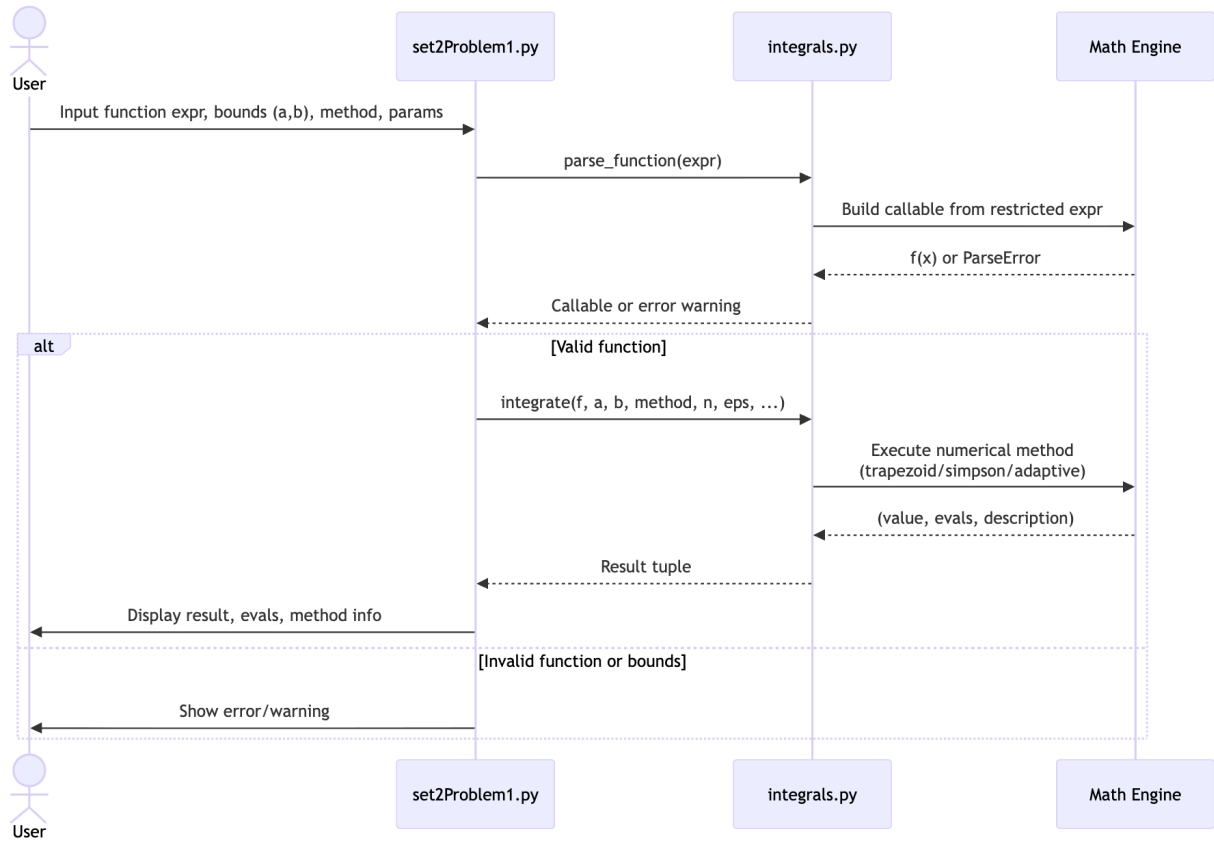 set2Problem1.py
integrals.py
Math Engine
User
Input function expr, bounds (a,b), method, params
parse_function(expr)
Build callable from restricted expr
f(x) or ParseError
Callable or error warning
alt
[Valid function]
integrate(f, a, b, method, n, eps, ...)
Execute numerical method
(trapezoid/simpson/adaptive)
(value, evals, description)
Result tuple
Display result, evals, method info
[Invalid function or bounds]
Show error/warning
set2Problem1.py
integrals.py
Math Engine
User